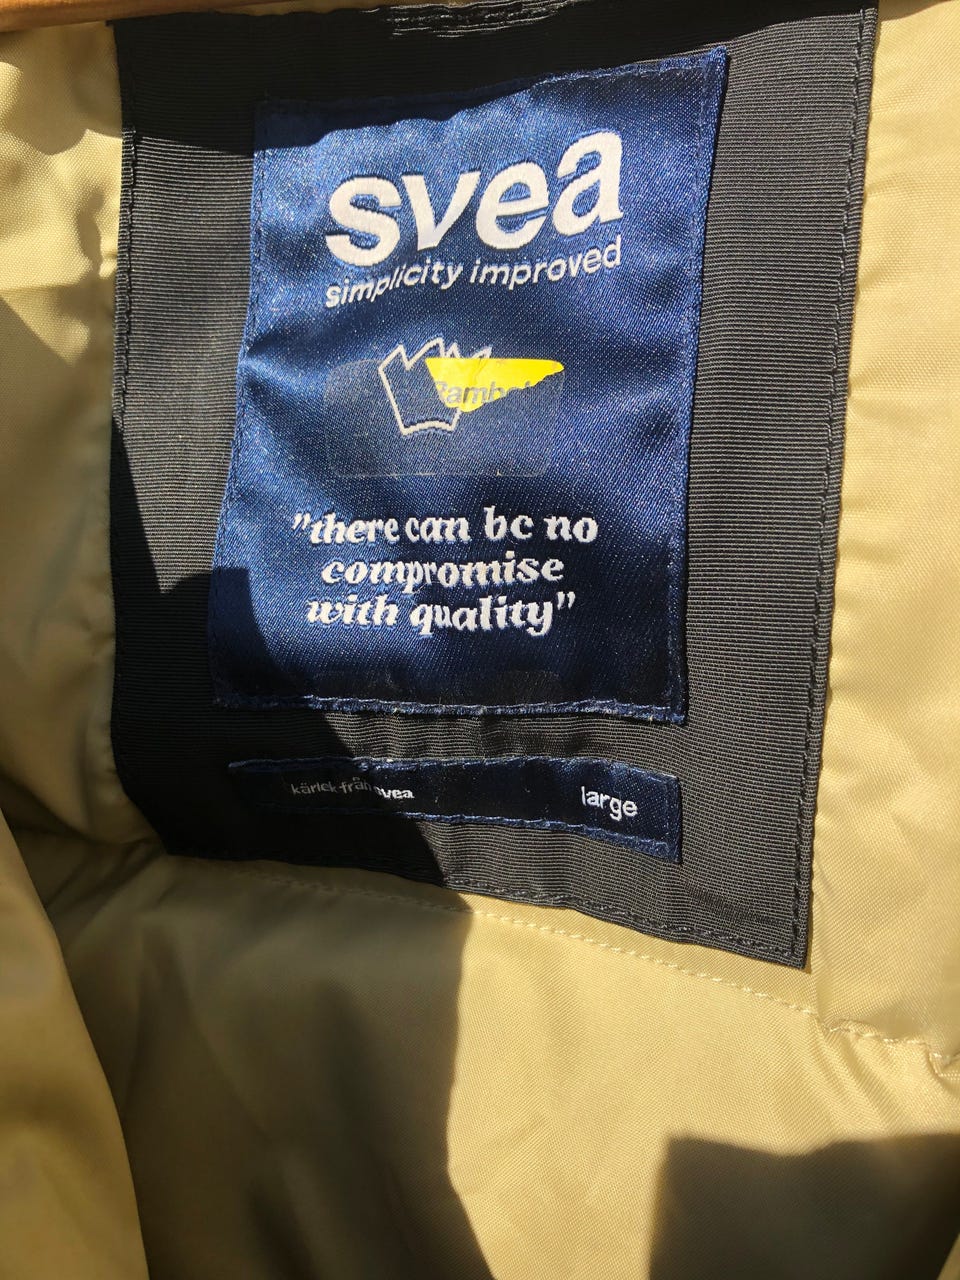 svea
simplicity improved
"there can be no
compromise
with quality"
kärlek från svea
large